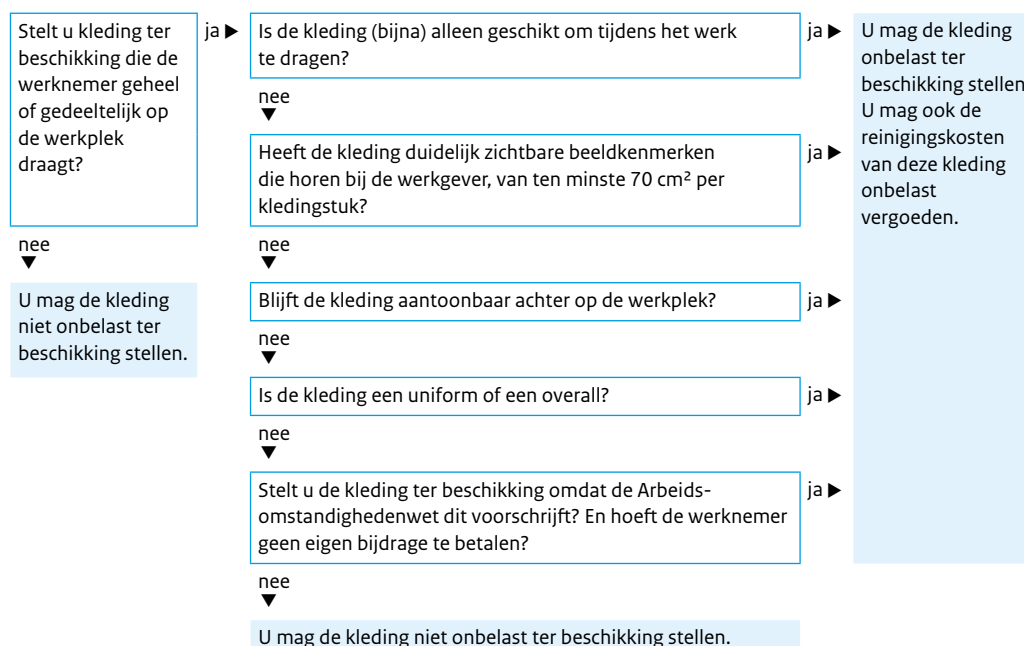 Stelt u kleding ter
beschikking die de
werknemer geheel
of gedeeltelijk op
de werkplek
draagt?
ja ▶
nee
▼
U mag de kleding
niet onbelast ter
beschikking stellen.
Is de kleding (bijna) alleen geschikt om tijdens het werk
te dragen?
ja ▶
nee
▼
Heeft de kleding duidelijk zichtbare beeldkenmerken
die horen bij de werkgever, van ten minste 70 cm² per
kledingstuk?
ja ▶
nee
▼
Blijft de kleding aantoonbaar achter op de werkplek?
ja ▶
nee
▼
Is de kleding een uniform of een overall?
ja ▶
nee
▼
Stelt u de kleding ter beschikking omdat de Arbeids-
omstandighedenwet dit voorschrijft? En hoeft de werknemer
geen eigen bijdrage te betalen?
ja ▶
nee
▼
U mag de kleding niet onbelast ter beschikking stellen.
U mag de kleding
onbelast ter
beschikking stellen
U mag ook de
reinigingskosten
van deze kleding
onbelast
vergoeden.